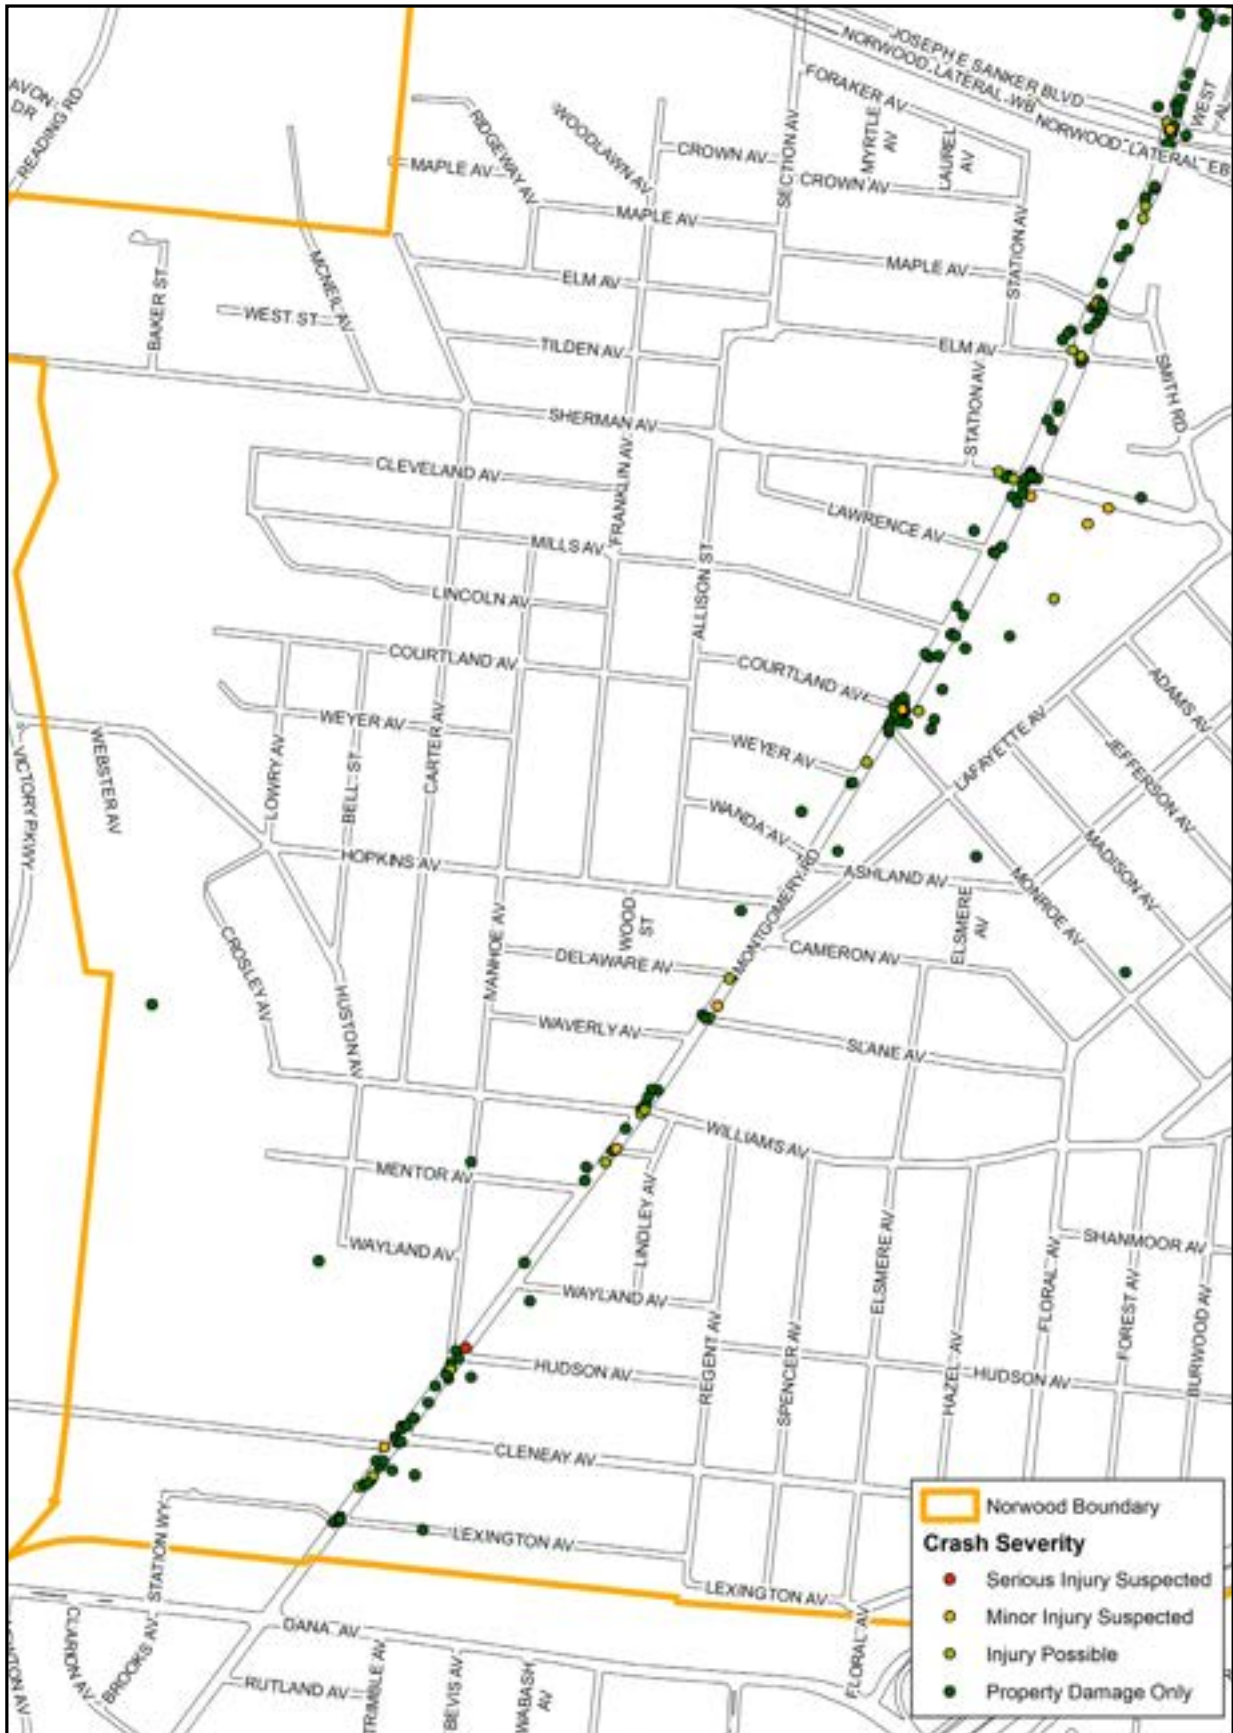 JOSEPH E SANKER BLVD
NORWOOD LATERAL WB
NORWOOD LATERAL EB
WEST
AL
AVON
DR
READING RD
FORAKER AV
RIDGEWAY AV
WOODLAWN AV
MYRTLE
AV
LAUREL
AV
SECTION AV
CROWN AV
CROWN AV
MAPLE AV
MAPLE AV
MAPLE AV
STATION AV
MCNEIL AV
BAKER ST
WEST ST
ELM AV
TILDEN AV
ELM AV
SMITH RD
STATION AV
SHERMAN AV
CLEVELAND AV
FRANKLIN AV
LAWRENCE AV
MILLS AV
ALLISON ST
LINCOLN AV
COURTLAND AV
COURTLAND AV
ADAMS AV
WEYER AV
WEYER AV
LAFAYETTE AV
JEFFERSON AV
VICTORY PKWY
WEBSTER AV
LOWRY AV
BELL ST
CARTER AV
WANDA AV
MADISON AV
HOPKINS AV
MONTGOMERY RD
ASHLAND AV
MONROE AV
ELSMERE
AV
WOOD
ST
CROSLEY AV
HUSTON AV
IVANHOE AV
DELAWARE AV
CAMERON AV
WAVERLY AV
SLANE AV
WILLIAMS AV
MENTOR AV
LINDLEY AV
WAYLAND AV
WAYLAND AV
ELSMERE AV
FLORAL AV
SHANMOOR AV
FOREST AV
BURWOOD AV
HUDSON AV
REGENT AV
SPENCER AV
HAZEL AV
HUDSON AV
CLENEAY AV
STATION WY
LEXINGTON AV
LEXINGTON AV
DANA AV
CLARION AV
BROOKS AV
RUTLAND AV
TRIMBLE AV
BEVIS AV
WABASH
AV
FLORAL AV
Norwood Boundary
Crash Severity
Serious Injury Suspected
Minor Injury Suspected
Injury Possible
Property Damage Only